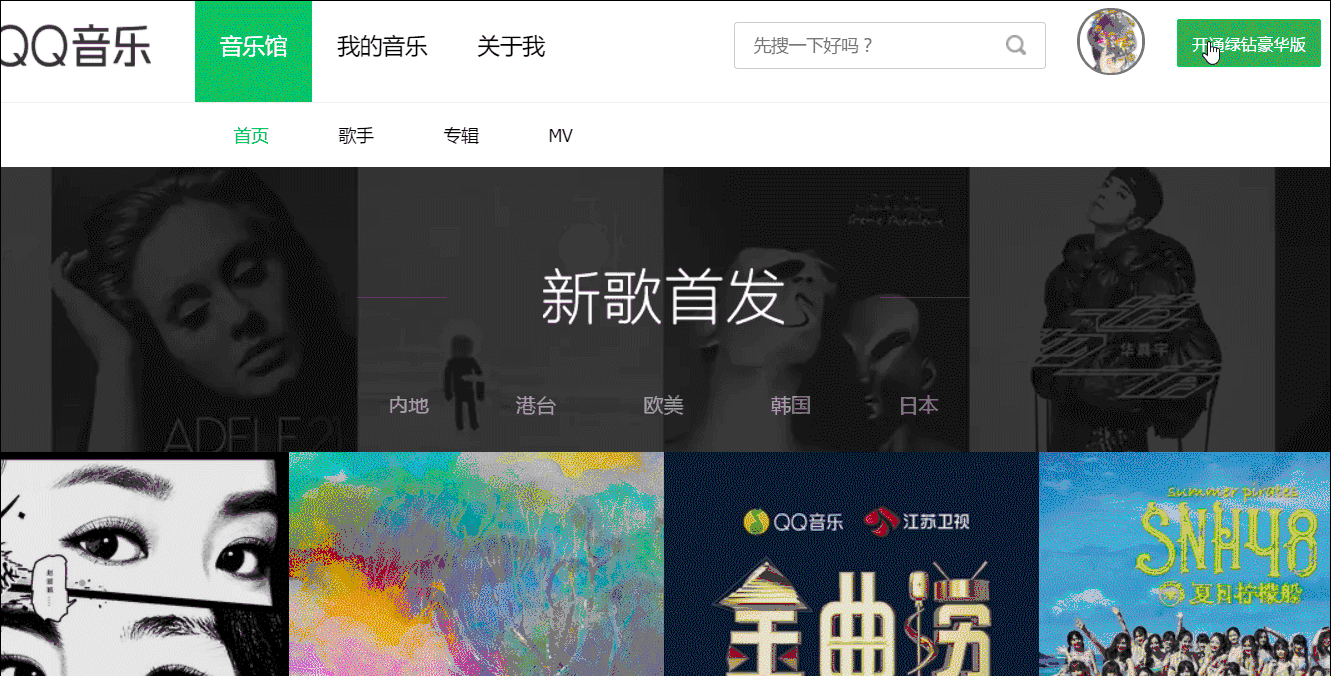 QQ音乐
音乐馆 我的音乐 关于我
先搜一下好吗？
开通绿钻豪华版
首页 歌手 专辑 MV
新歌首发
华晨宇
内地 港台 欧美 韩国 日本
ADELE 21
QQ音乐 江苏卫视
金曲捞
summer pirates
SNH48
夏日柠檬船